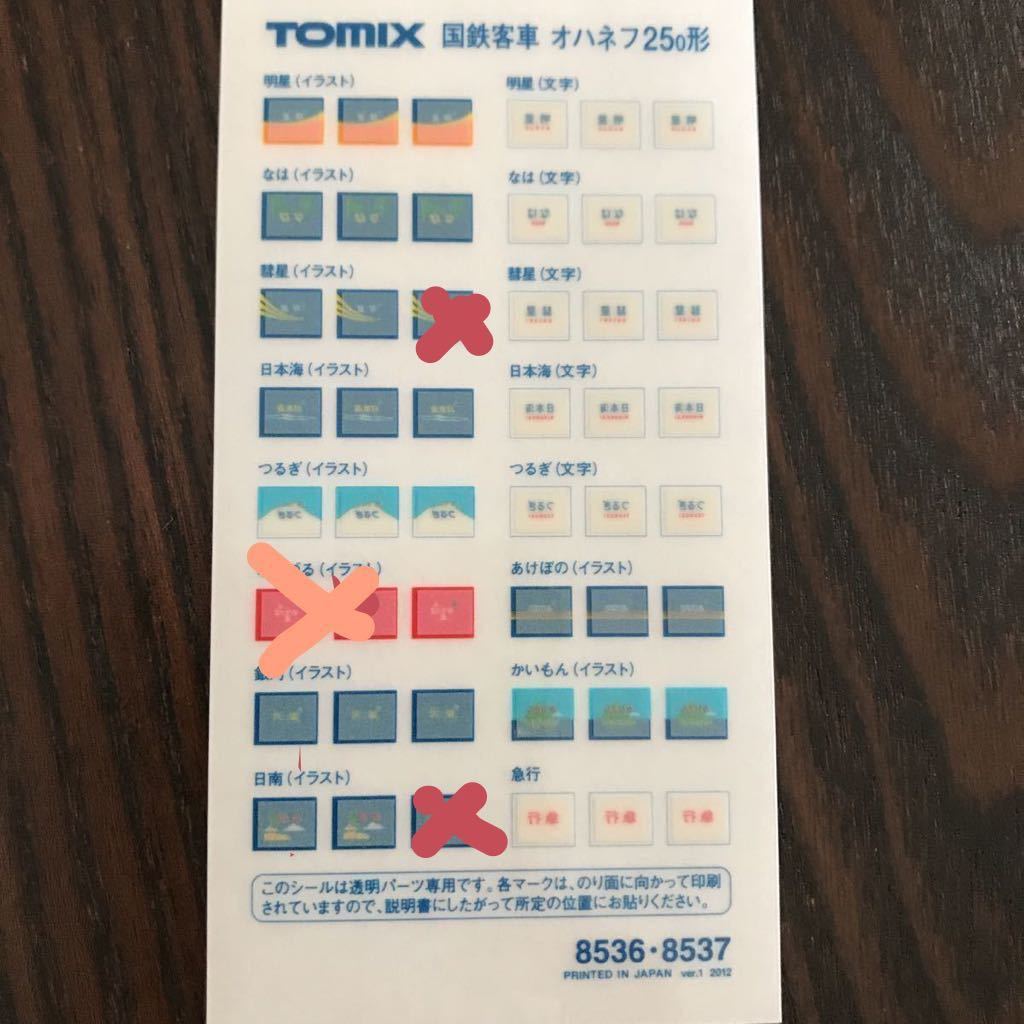 TOMIX 国鉄客車 オハネフ25₀形
明星(イラスト) 明星(文字)
なは(イラスト) なは(文字)
彗星(イラスト) 彗星(文字)
日本海(イラスト) 日本海(文字)
つるぎ(イラスト) つるぎ(文字)
る(イラスト) あけぼの(イラスト)
(イラスト) かいもん(イラスト)
日南(イラスト) 急行
このシールは透明パーツ専用です。各マークは、のり面に向かって印刷
されていますので、説明書にしたがって所定の位置にお貼りください。
8536・8537
PRINTED IN JAPAN ver.1 2012